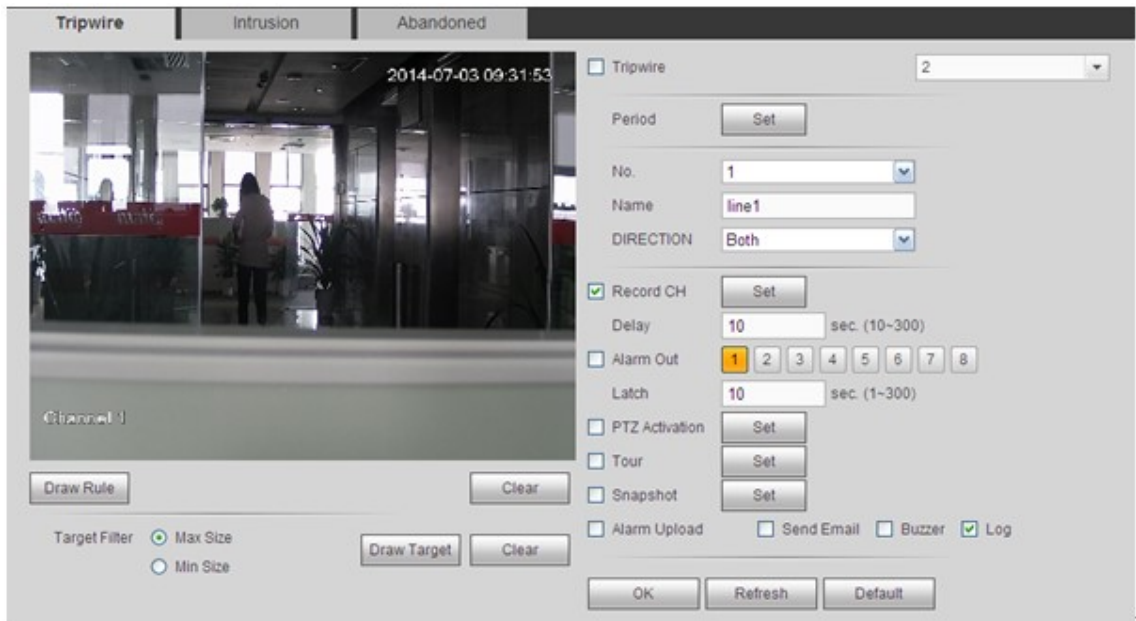 Tripwire Intrusion Abandoned
2014-07-03 09:31:53
Channel 1
Draw Rule Clear
Target Filter Max Size
Min Size
Draw Target Clear
Tripwire 2
Period Set
No. 1
Name line1
DIRECTION Both
Record CH Set
Delay 10 sec. (10~300)
Alarm Out 1 2 3 4 5 6 7 8
Latch 10 sec. (1~300)
PTZ Activation Set
Tour Set
Snapshot Set
Alarm Upload Send Email Buzzer Log
OK Refresh Default